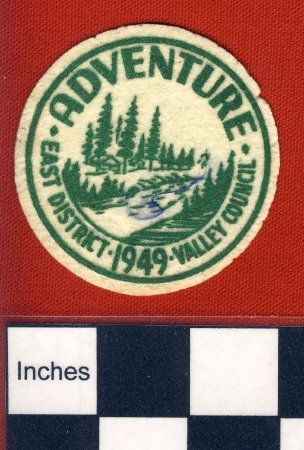 • ADVENTURE •
EAST DISTRICT • 1949 • VALLEY COUNCIL
Inches